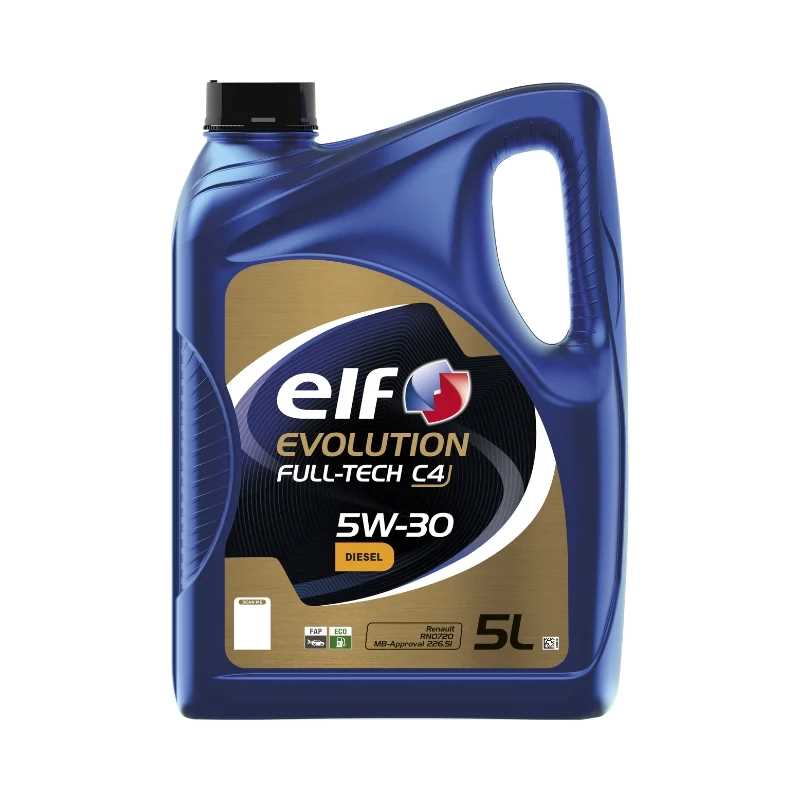 elf
EVOLUTION
FULL-TECH C4
5W-30
DIESEL
FAP ECO
Renault
RN0720
MB-Approval 226.51
5L